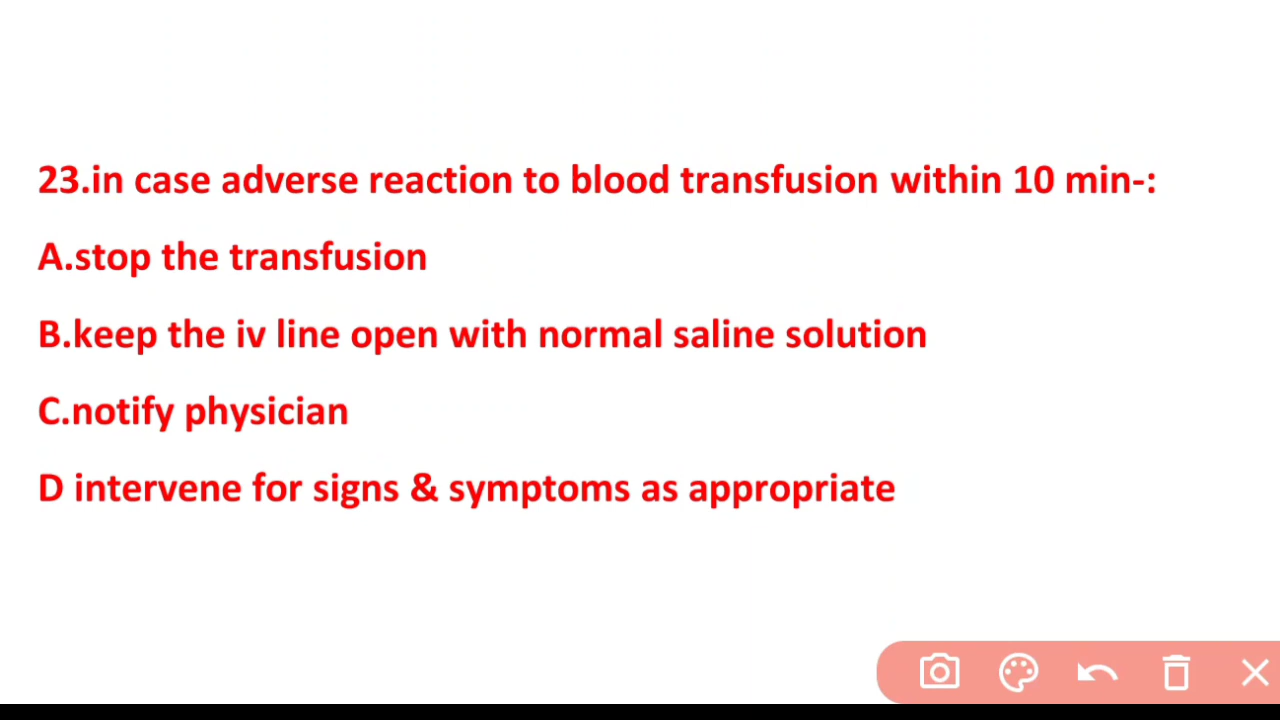 23.in case adverse reaction to blood transfusion within 10 min-:
A.stop the transfusion
B.keep the iv line open with normal saline solution
C.notify physician
D intervene for signs & symptoms as appropriate